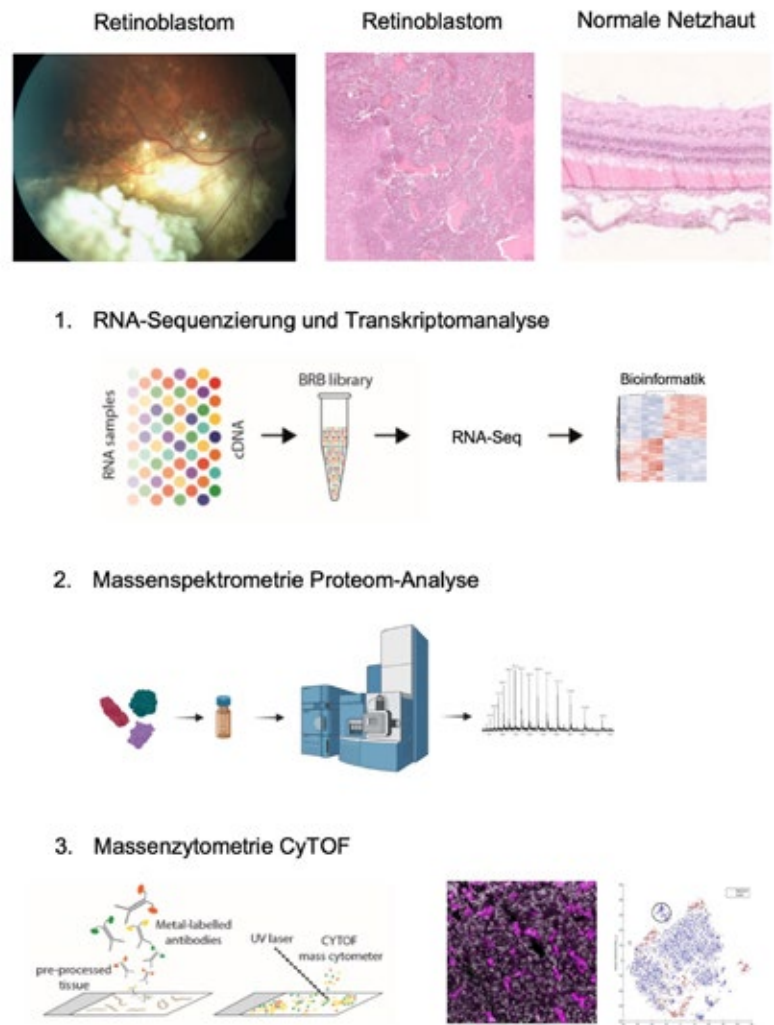 Retinoblastom
Retinoblastom
Normale Netzhaut
1. RNA-Sequenzierung und Transkriptomanalyse
RNA samples
cDNA
BRB library
RNA-Seq
Bioinformatik
2. Massenspektrometrie Proteom-Analyse
3. Massenzytometrie CyTOF
Metal-labelled
antibodies
pre-processed
tissue
UV laser
CYTOF
mass cytometer